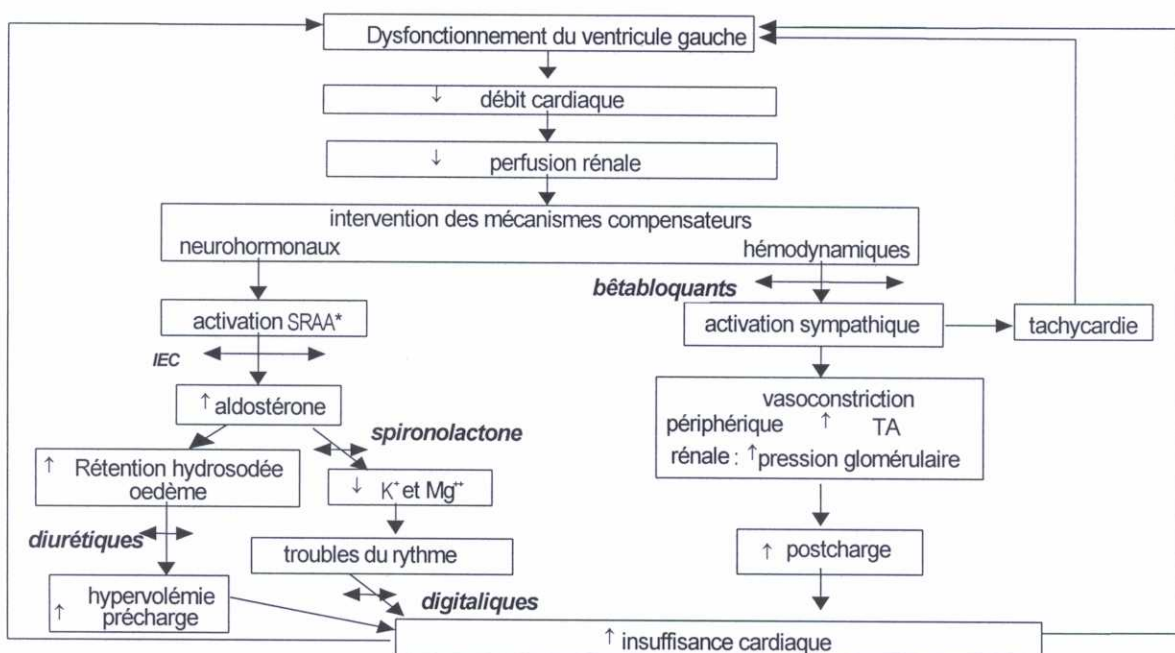 Dysfonctionnement du ventricule gauche
↓ débit cardiaque
↓ perfusion rénale
intervention des mécanismes compensateurs
neurohormonaux hémodynamiques
bêtabloquants
activation SRAA*
activation sympathique
tachycardie
IEC
↑ aldostérone
vasoconstriction
périphérique ↑ TA
rénale : ↑pression glomérulaire
spironolactone
↑ Rétention hydrosodée
oedème
↓ K+ et Mg++
diurétiques
troubles du rythme
↑ postcharge
hypervolémie
↑ précharge
digitaliques
↑ insuffisance cardiaque